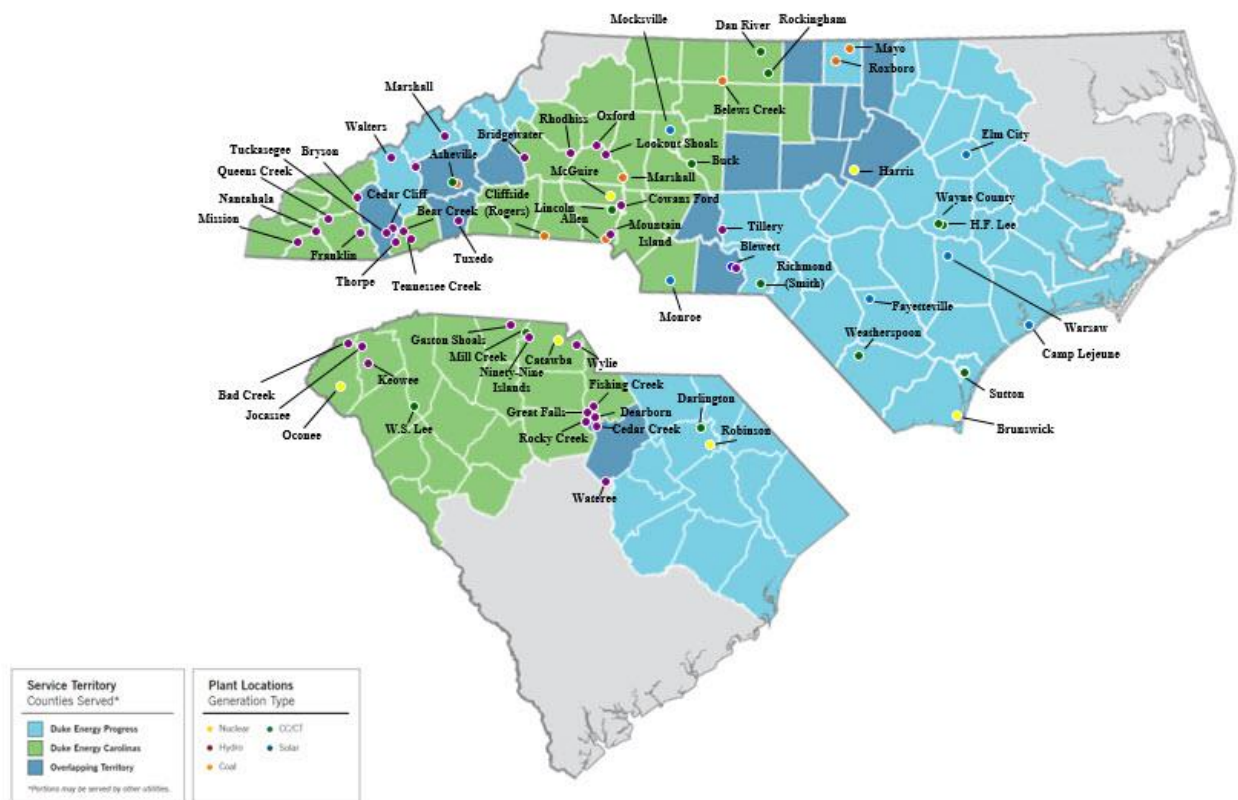 Mocksville
Dan River
Rockingham
Mayo
Roxboro
Marshall
Belews Creek
Rhodhiss
Oxford
Walters
Bridgewater
Lookout Shoals
Elm City
Tuckasegee
Bryson
Asheville
Buck
Queens Creek
McGuire
Marshall
Harris
Cedar Cliff
Cliffside
(Rogers)
Lincoln
Cowans Ford
Wayne County
Nantahala
Bear Creek
H.F. Lee
Mission
Allen
Mountain
Island
Tillery
Franklin
Tuxedo
Blewett
Thorpe
Tennessee Creek
Richmond
(Smith)
Monroe
Fayetteville
Warsaw
Weatherspoon
Camp Lejeune
Gaston Shoals
Mill Creek
Catawba
Wylie
Ninety-Nine
Islands
Keowee
Bad Creek
Jocassee
Oconee
Fishing Creek
Sutton
W.S. Lee
Great Falls
Dearborn
Darlington
Brunswick
Rocky Creek
Cedar Creek
Robinson
Wateree
Service Territory
Counties Served*
Duke Energy Progress
Duke Energy Carolinas
Overlapping Territory
*Portions may be served by other utilities.
Plant Locations
Generation Type
Nuclear
CC/CT
Hydro
Solar
Coal